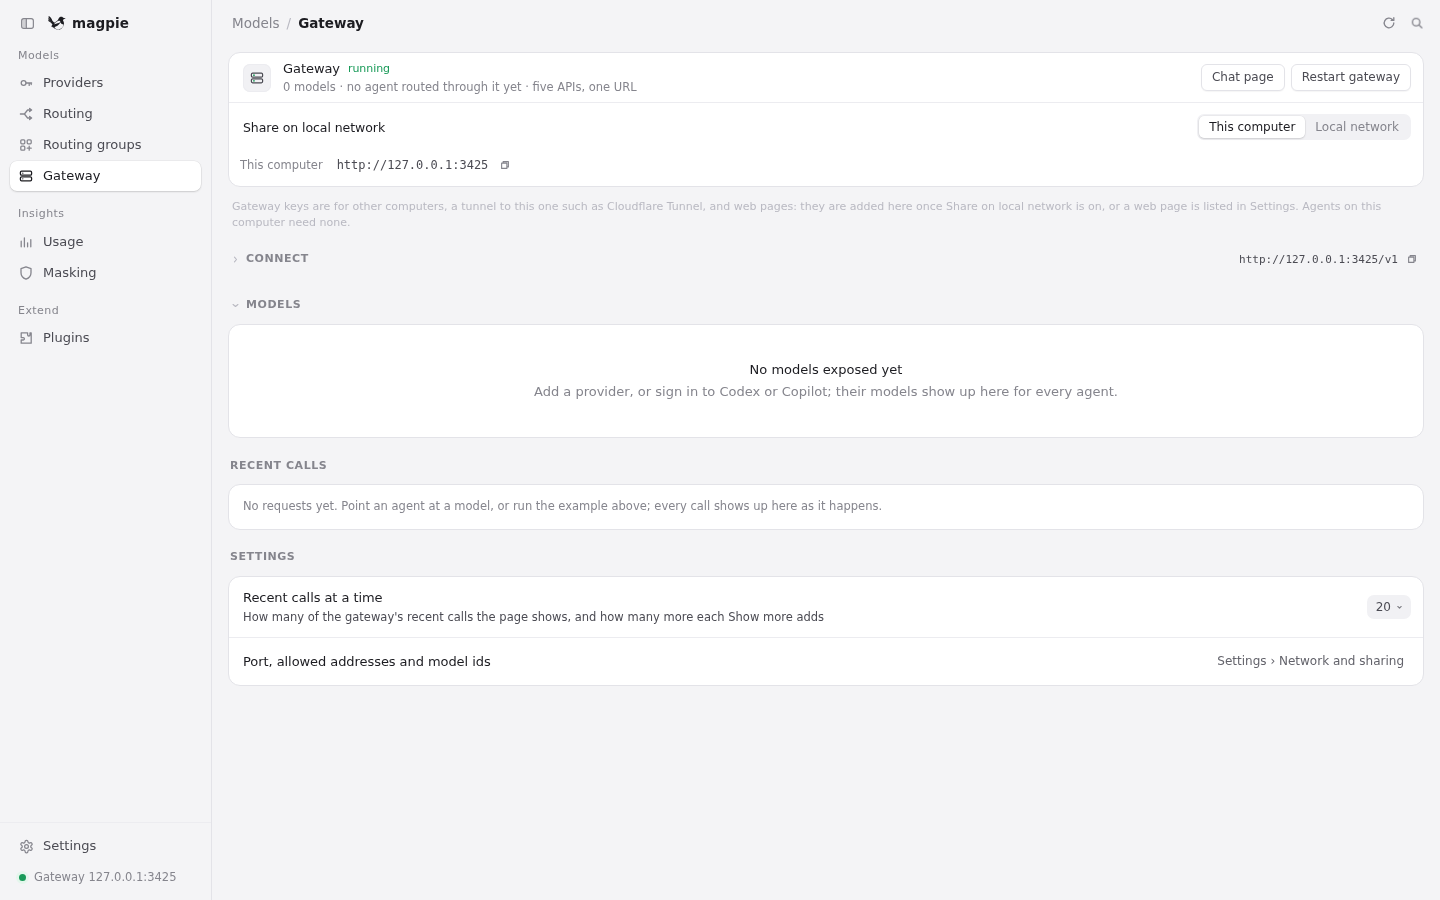 magpie
Models / Gateway
Models
Providers
Routing
Routing groups
Gateway
Insights
Usage
Masking
Extend
Plugins
Settings
Gateway 127.0.0.1:3425
Gateway running
0 models · no agent routed through it yet · five APIs, one URL
Chat page
Restart gateway
Share on local network
This computer
Local network
This computer http://127.0.0.1:3425
Gateway keys are for other computers, a tunnel to this one such as Cloudflare Tunnel, and web pages: they are added here once Share on local network is on, or a web page is listed in Settings. Agents on this
computer need none.
CONNECT
http://127.0.0.1:3425/v1
MODELS
No models exposed yet
Add a provider, or sign in to Codex or Copilot; their models show up here for every agent.
RECENT CALLS
No requests yet. Point an agent at a model, or run the example above; every call shows up here as it happens.
SETTINGS
Recent calls at a time
How many of the gateway's recent calls the page shows, and how many more each Show more adds
20
Port, allowed addresses and model ids
Settings › Network and sharing